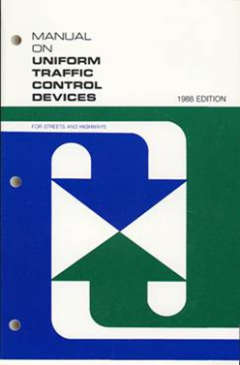 MANUAL
ON
UNIFORM
TRAFFIC
CONTROL
DEVICES
1988 EDITION
FOR STREETS AND HIGHWAYS